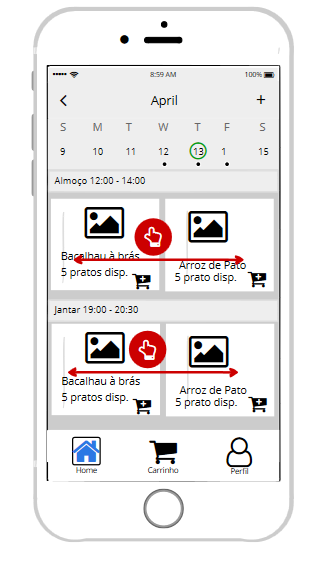 8:59 AM 100%
April +
S M T W T F S
9 10 11 12 13 1 15
Almoço 12:00 - 14:00
Bacalhau à brás
5 pratos disp.
Arroz de Pato
5 prato disp.
Jantar 19:00 - 20:30
Bacalhau à brás
5 pratos disp.
Arroz de Pato
5 prato disp.
Home Carrinho Perfil